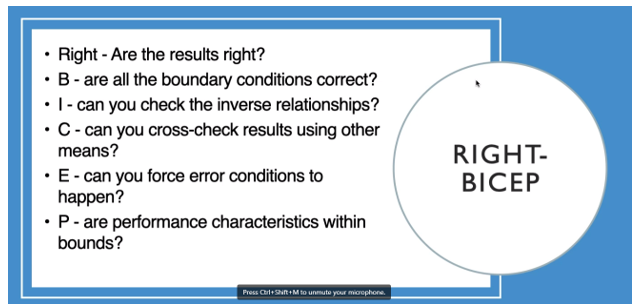 • Right - Are the results right?
• B - are all the boundary conditions correct?
• I - can you check the inverse relationships?
• C - can you cross-check results using other
means?
• E - can you force error conditions to
happen?
• P - are performance characteristics within
bounds?
RIGHT-
BICEP
Press Ctrl+Shift+M to unmute your microphone.